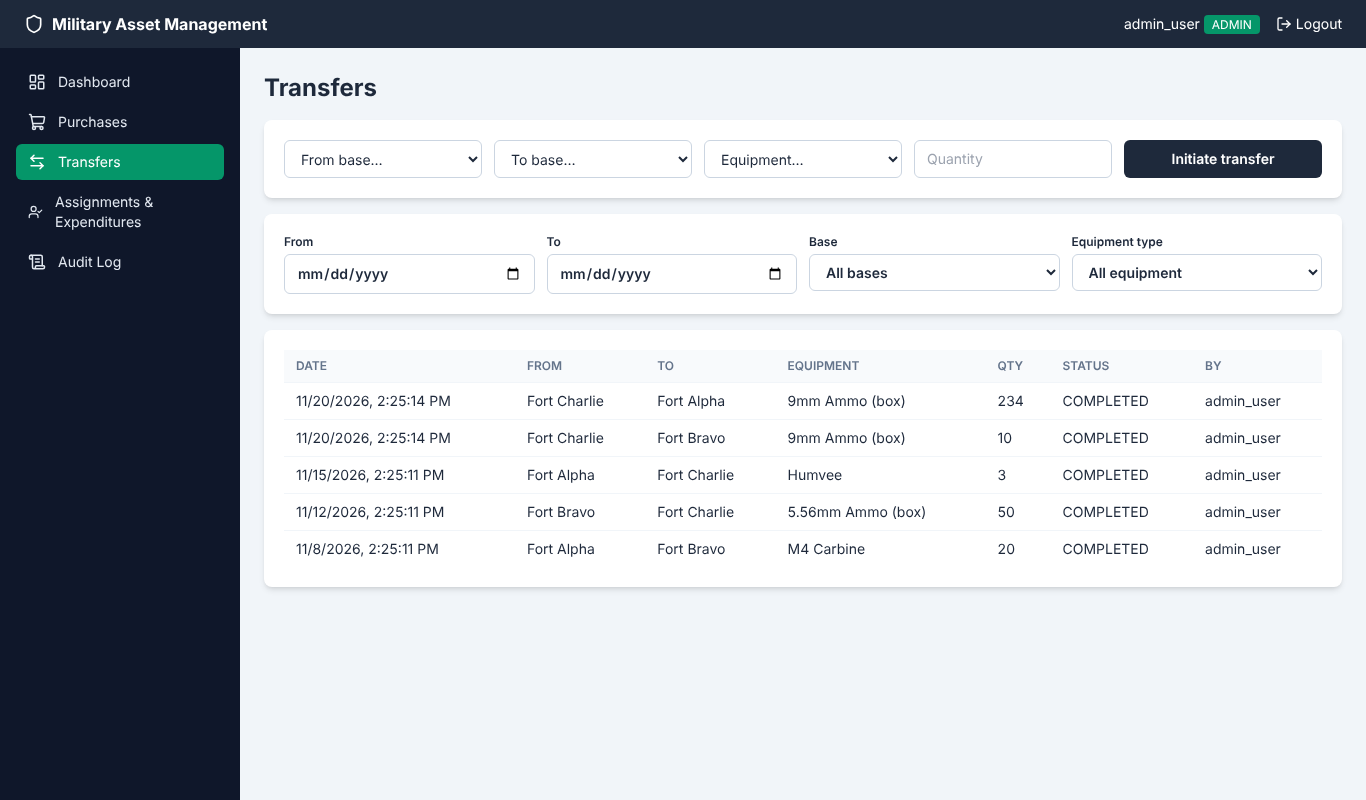 Military Asset Management
admin_user ADMIN Logout
Dashboard
Purchases
Transfers
Assignments &
Expenditures
Audit Log
Transfers
From base... To base... Equipment... Quantity Initiate transfer
From To Base Equipment type
mm/dd/yyyy mm/dd/yyyy All bases All equipment
DATE FROM TO EQUIPMENT QTY STATUS BY
11/20/2026, 2:25:14 PM Fort Charlie Fort Alpha 9mm Ammo (box) 234 COMPLETED admin_user
11/20/2026, 2:25:14 PM Fort Charlie Fort Bravo 9mm Ammo (box) 10 COMPLETED admin_user
11/15/2026, 2:25:11 PM Fort Alpha Fort Charlie Humvee 3 COMPLETED admin_user
11/12/2026, 2:25:11 PM Fort Bravo Fort Charlie 5.56mm Ammo (box) 50 COMPLETED admin_user
11/8/2026, 2:25:11 PM Fort Alpha Fort Bravo M4 Carbine 20 COMPLETED admin_user